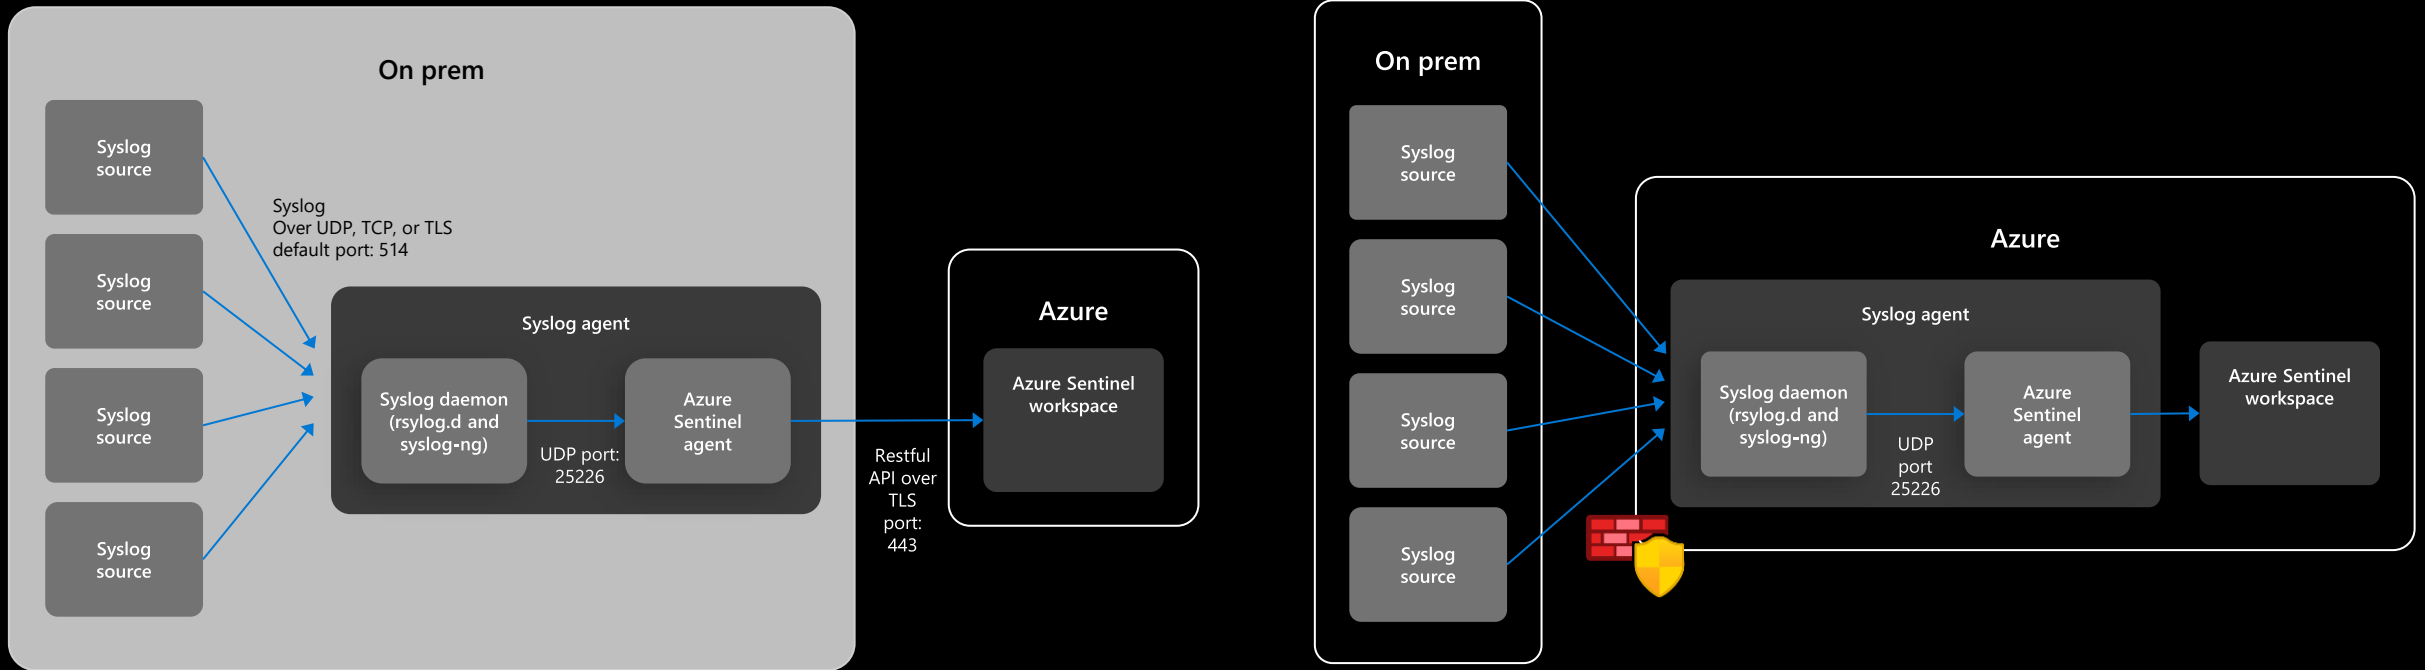 On prem
Syslog
source
Syslog
source
Syslog
source
Syslog
source
Syslog
Over UDP, TCP, or TLS
default port: 514
Syslog agent
Syslog daemon
(rsylog.d and
syslog-ng)
UDP port:
25226
Azure
Sentinel
agent
Restful
API over
TLS
port:
443
Azure
Azure Sentinel
workspace
On prem
Syslog
source
Syslog
source
Syslog
source
Syslog
source
Azure
Syslog agent
Syslog daemon
(rsylog.d and
syslog-ng)
UDP
port
25226
Azure
Sentinel
agent
Azure Sentinel
workspace